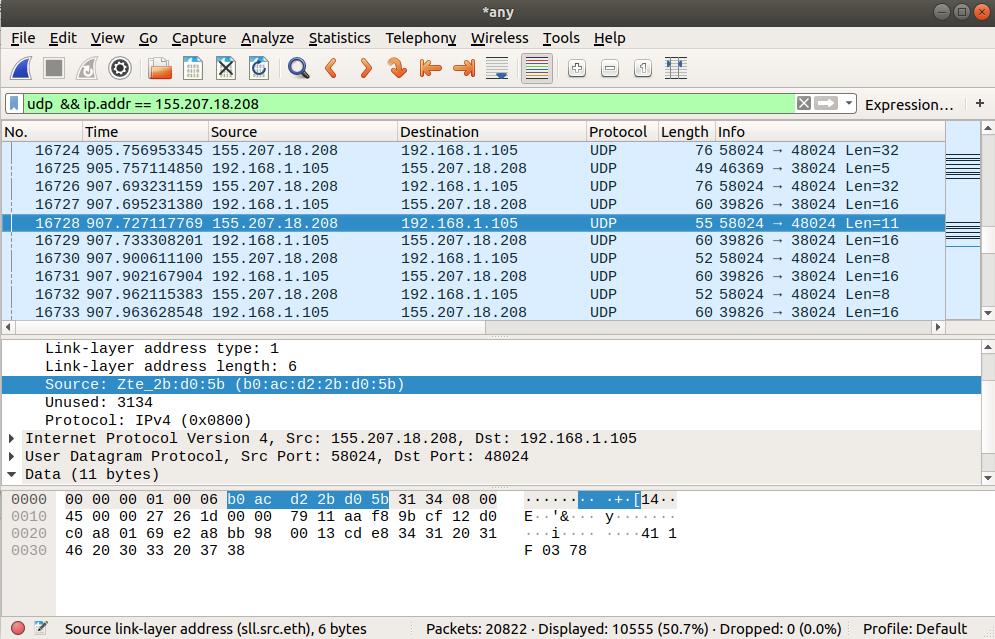 *any
File Edit View Go Capture Analyze Statistics Telephony Wireless Tools Help
udp && ip.addr == 155.207.18.208 Expression… +
No. Time Source Destination Protocol Length Info
16724 905.756953345 155.207.18.208 192.168.1.105 UDP 76 58024 → 48024 Len=32
16725 905.757114850 192.168.1.105 155.207.18.208 UDP 49 46369 → 38024 Len=5
16726 907.693231159 155.207.18.208 192.168.1.105 UDP 76 58024 → 48024 Len=32
16727 907.695231380 192.168.1.105 155.207.18.208 UDP 60 39826 → 38024 Len=16
16728 907.727117769 155.207.18.208 192.168.1.105 UDP 55 58024 → 48024 Len=11
16729 907.733308201 192.168.1.105 155.207.18.208 UDP 60 39826 → 38024 Len=16
16730 907.900611100 155.207.18.208 192.168.1.105 UDP 52 58024 → 48024 Len=8
16731 907.902167904 192.168.1.105 155.207.18.208 UDP 60 39826 → 38024 Len=16
16732 907.962115383 155.207.18.208 192.168.1.105 UDP 52 58024 → 48024 Len=8
16733 907.963628548 192.168.1.105 155.207.18.208 UDP 60 39826 → 38024 Len=16
Link-layer address type: 1
Link-layer address length: 6
Source: Zte_2b:d0:5b (b0:ac:d2:2b:d0:5b)
Unused: 3134
Protocol: IPv4 (0x0800)
Internet Protocol Version 4, Src: 155.207.18.208, Dst: 192.168.1.105
User Datagram Protocol, Src Port: 58024, Dst Port: 48024
Data (11 bytes)
0000 00 00 00 01 00 06 b0 ac d2 2b d0 5b 31 34 08 00 ········ ·+·[14··
0010 45 00 00 27 26 1d 00 00 79 11 aa f8 9b cf 12 d0 E··'&··· y·······
0020 c0 a8 01 69 e2 a8 bb 98 00 13 cd e8 34 31 20 31 ···i···· ····41 1
0030 46 20 30 33 20 37 38 F 03 78
Source link-layer address (sll.src.eth), 6 bytes Packets: 20822 · Displayed: 10555 (50.7%) · Dropped: 0 (0.0%) Profile: Default